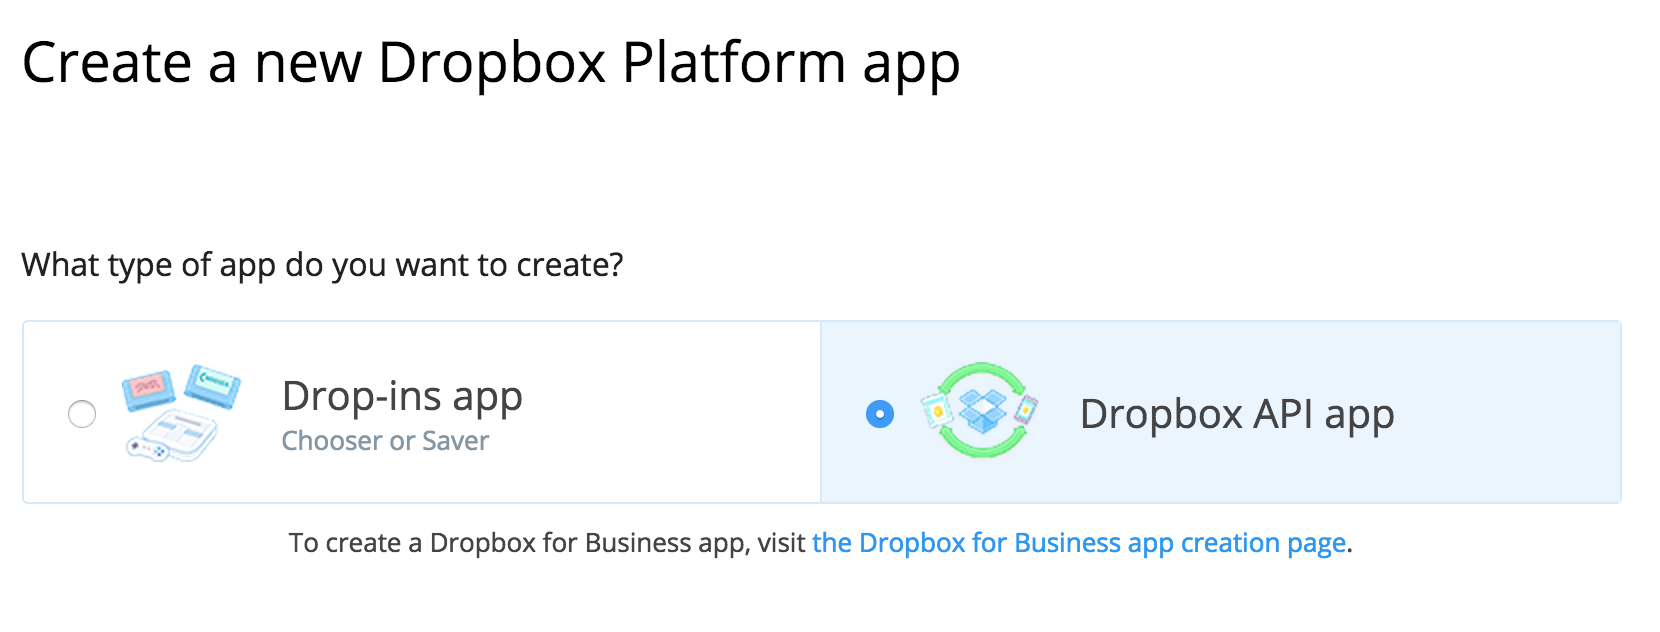 Create a new Dropbox Platform app
What type of app do you want to create?
Drop-ins app
Chooser or Saver
Dropbox API app
To create a Dropbox for Business app, visit the Dropbox for Business app creation page.